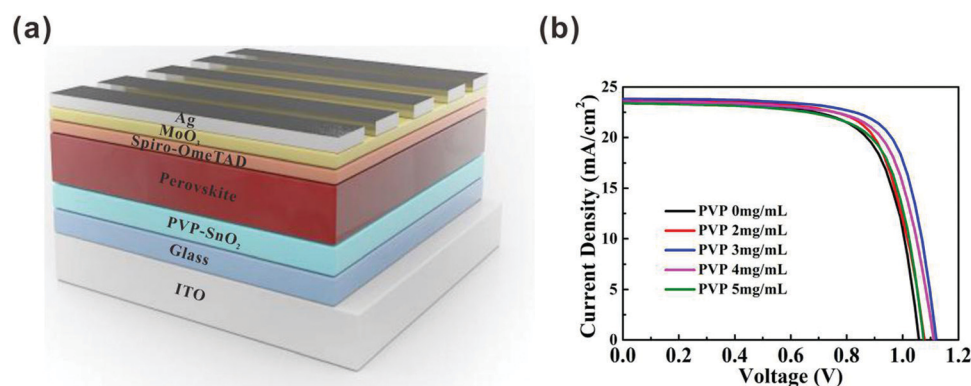 (a)
Ag
MoO3
Spiro-OmeTAD
Perovskite
PVP-SnO2
Glass
ITO
(b)
Current Density (mA/cm2)
25
20
15
10
5
0
PVP 0mg/mL
PVP 2mg/mL
PVP 3mg/mL
PVP 4mg/mL
PVP 5mg/mL
0.0 0.2 0.4 0.6 0.8 1.0 1.2
Voltage (V)